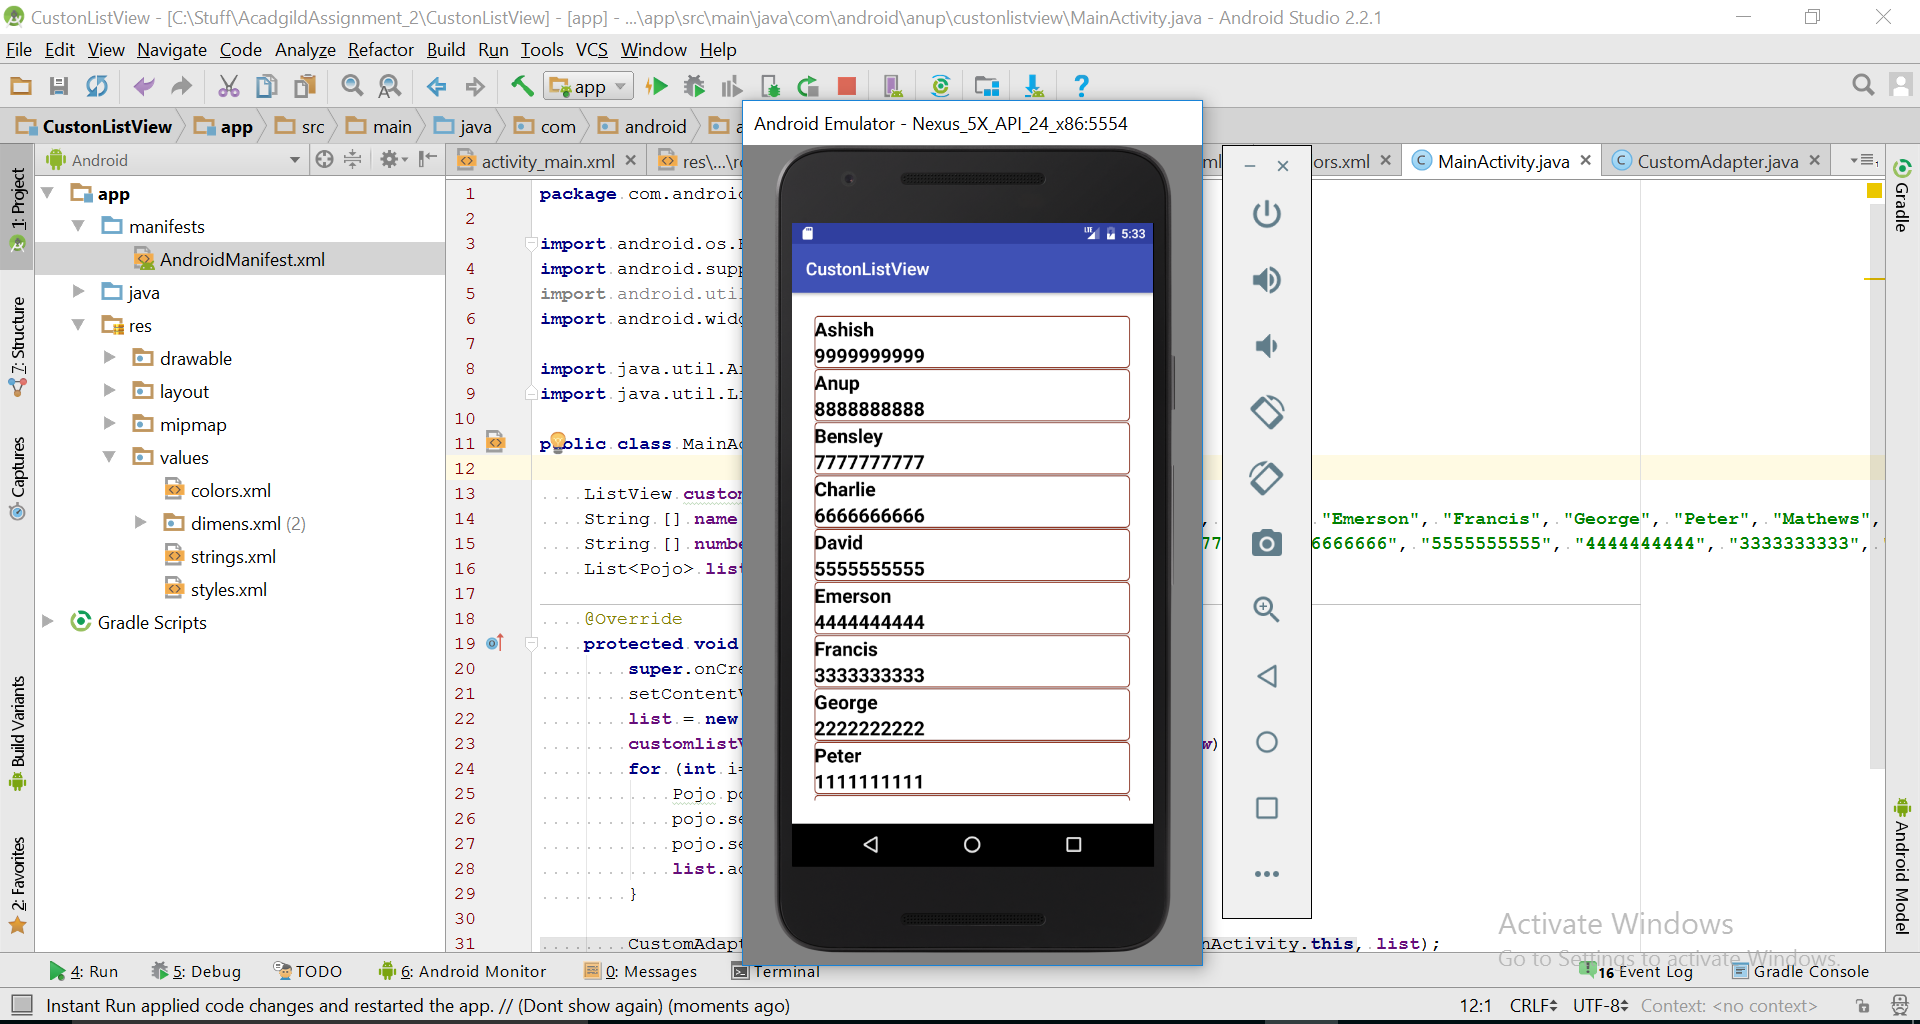 CustonListView - [C:\Stuff\AcadgildAssignment_2\CustonListView] - [app] - ...\app\src\main\java\com\android\anup\custonlistview\MainActivity.java - Android Studio 2.2.1
File Edit View Navigate Code Analyze Refactor Build Run Tools VCS Window Help
app
CustonListView app src main java com android
Android Emulator - Nexus_5X_API_24_x86:5554
Android
activity_main.xml
MainActivity.java
CustomAdapter.java
1: Project
7: Structure
Captures
Build Variants
2: Favorites
app
manifests
AndroidManifest.xml
java
res
drawable
layout
mipmap
values
colors.xml
dimens.xml (2)
strings.xml
styles.xml
Gradle Scripts
1 package com.android
2
3 import android.os.
4 import android.sup
5 import android.util
6 import android.wid
7
8 import java.util.A
9 import java.util.L
10
11 public class MainAc
12
13 ListView custom
14 String [] name "Emerson", "Francis", "George", "Peter", "Mathews",
15 String [] numbe 77 6666666", "5555555555", "4444444444", "3333333333",
16 List<Pojo> list
17
18 @Override
19 protected void
20 super.onCre
21 setContentV
22 list = new
23 customlistV w)
24 for (int i=
25 Pojo po
26 pojo.se
27 pojo.se
28 list.ad
29 }
30
31 CustomAdapt nActivity.this, list);
5:33
CustonListView
Ashish
9999999999
Anup
8888888888
Bensley
7777777777
Charlie
6666666666
David
5555555555
Emerson
4444444444
Francis
3333333333
George
2222222222
Peter
1111111111
Gradle
Android Model
Activate Windows
Go to Settings to activate Windows.
4: Run 5: Debug TODO 6: Android Monitor 0: Messages Terminal 16 Event Log Gradle Console
Instant Run applied code changes and restarted the app. // (Dont show again) (moments ago) 12:1 CRLF UTF-8 Context: <no context>